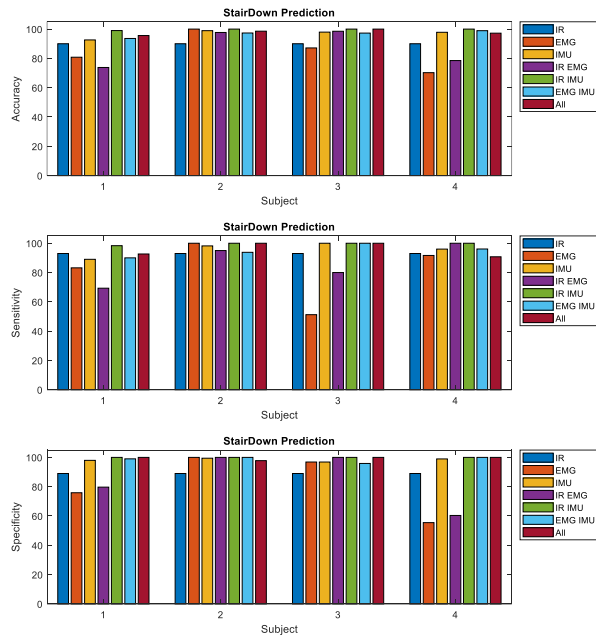 StairDown Prediction
Accuracy
100
80
60
40
20
0
1 2 3 4
Subject
IR
EMG
IMU
IR EMG
IR IMU
EMG IMU
All
StairDown Prediction
Sensitivity
100
80
60
40
20
0
1 2 3 4
Subject
IR
EMG
IMU
IR EMG
IR IMU
EMG IMU
All
StairDown Prediction
Specificity
100
80
60
40
20
0
1 2 3 4
Subject
IR
EMG
IMU
IR EMG
IR IMU
EMG IMU
All